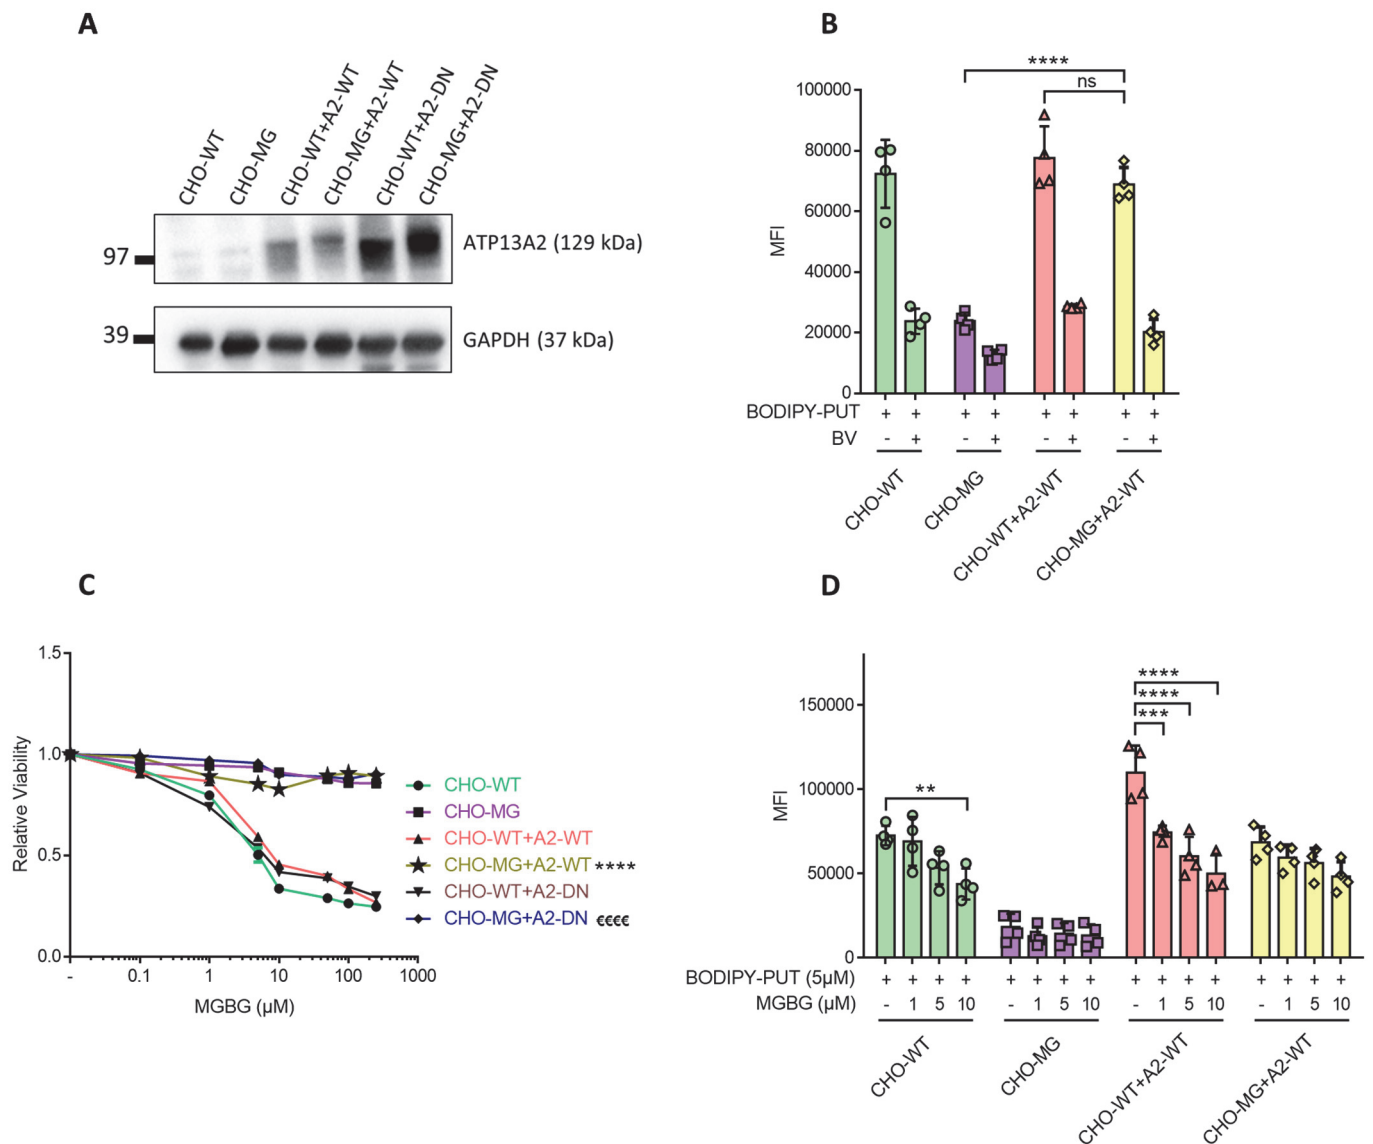 A
CHO-WT
CHO-MG
CHO-WT+A2-WT
CHO-MG+A2-WT
CHO-WT+A2-DN
CHO-MG+A2-DN
97
ATP13A2 (129 kDa)
39
GAPDH (37 kDa)
B
****
ns
100000
80000
60000
40000
20000
0
MFI
BODIPY-PUT + + + + + + + +
BV - + - + - + - +
CHO-WT
CHO-MG
CHO-WT+A2-WT
CHO-MG+A2-WT
C
1.5
1.0
0.5
0.0
Relative Viability
- 0.1 1 10 100 1000
MGBG (µM)
CHO-WT
CHO-MG
CHO-WT+A2-WT
CHO-MG+A2-WT ****
CHO-WT+A2-DN
CHO-MG+A2-DN €€€€
D
****
****
***
**
150000
100000
50000
0
MFI
BODIPY-PUT (5µM) + + + + + + + + + + + + + + + +
MGBG (µM) - 1 5 10 - 1 5 10 - 1 5 10 - 1 5 10
CHO-WT
CHO-MG
CHO-WT+A2-WT
CHO-MG+A2-WT